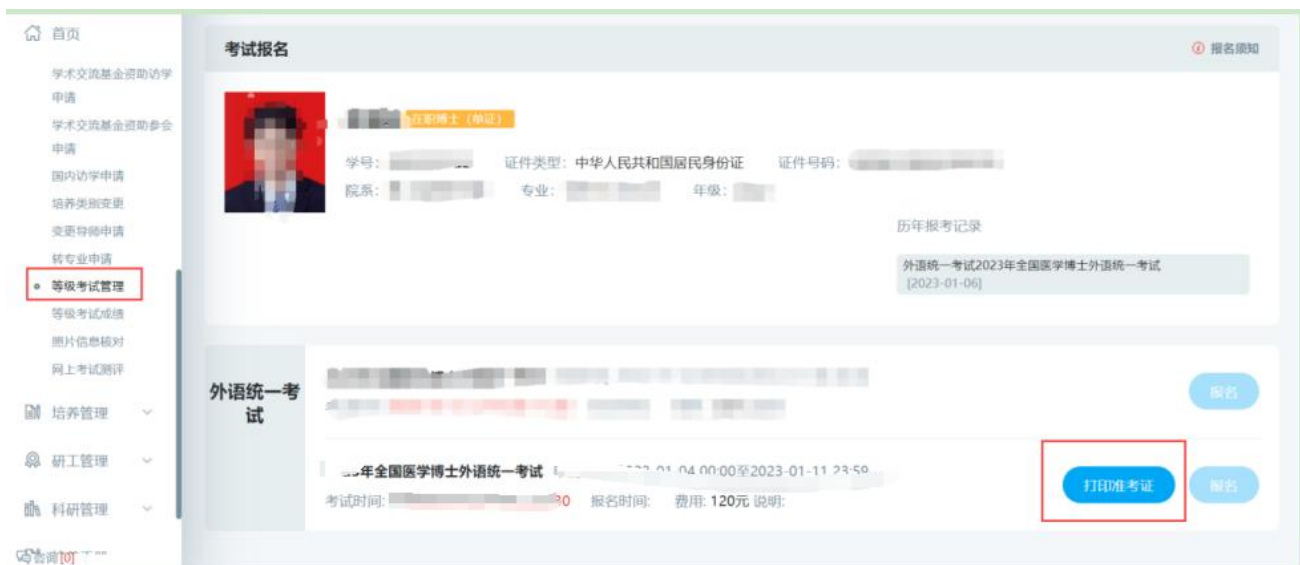 首页
学术交流基金资助访学
申请
学术交流基金资助参会
申请
国内访学申请
培养类别变更
变更导师申请
转专业申请
等级考试管理
等级考试成绩
照片信息核对
网上考试测评
培养管理
研工管理
科研管理
咨询[0]
考试报名
报名须知
在职博士（单证）
学号：
证件类型：中华人民共和国居民身份证
证件号码：
院系：
专业：
年级：
历年报考记录
外语统一考试2023年全国医学博士外语统一考试
[2023-01-06]
外语统一考
试
报名
年全国医学博士外语统一考试
01-04 00:00至2023-01-11 23:59
考试时间:
报名时间:
费用: 120元 说明:
打印准考证
报名